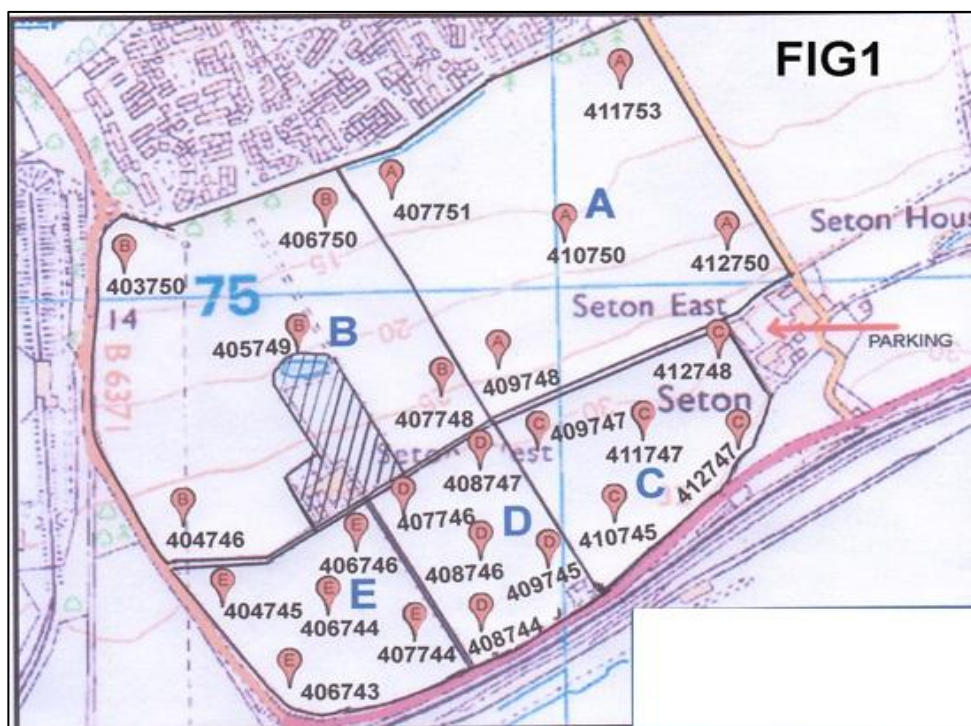 FIG1
A
411753
A
407751
A
B
406750
A
410750
A
412750
Seton Hous
B
403750
75
15
14
Seton East
PARKING
B
405749
B
20
C
412748
A
409748
30
B 6371
B
407748
Seton
C
409747
C
411747
C
412747
D
408747
D
407746
C
C
410745
D
B
404746
D
408746
D
409745
E
406746
E
404745
E
406744
E
D
408744
E
407744
E
406743